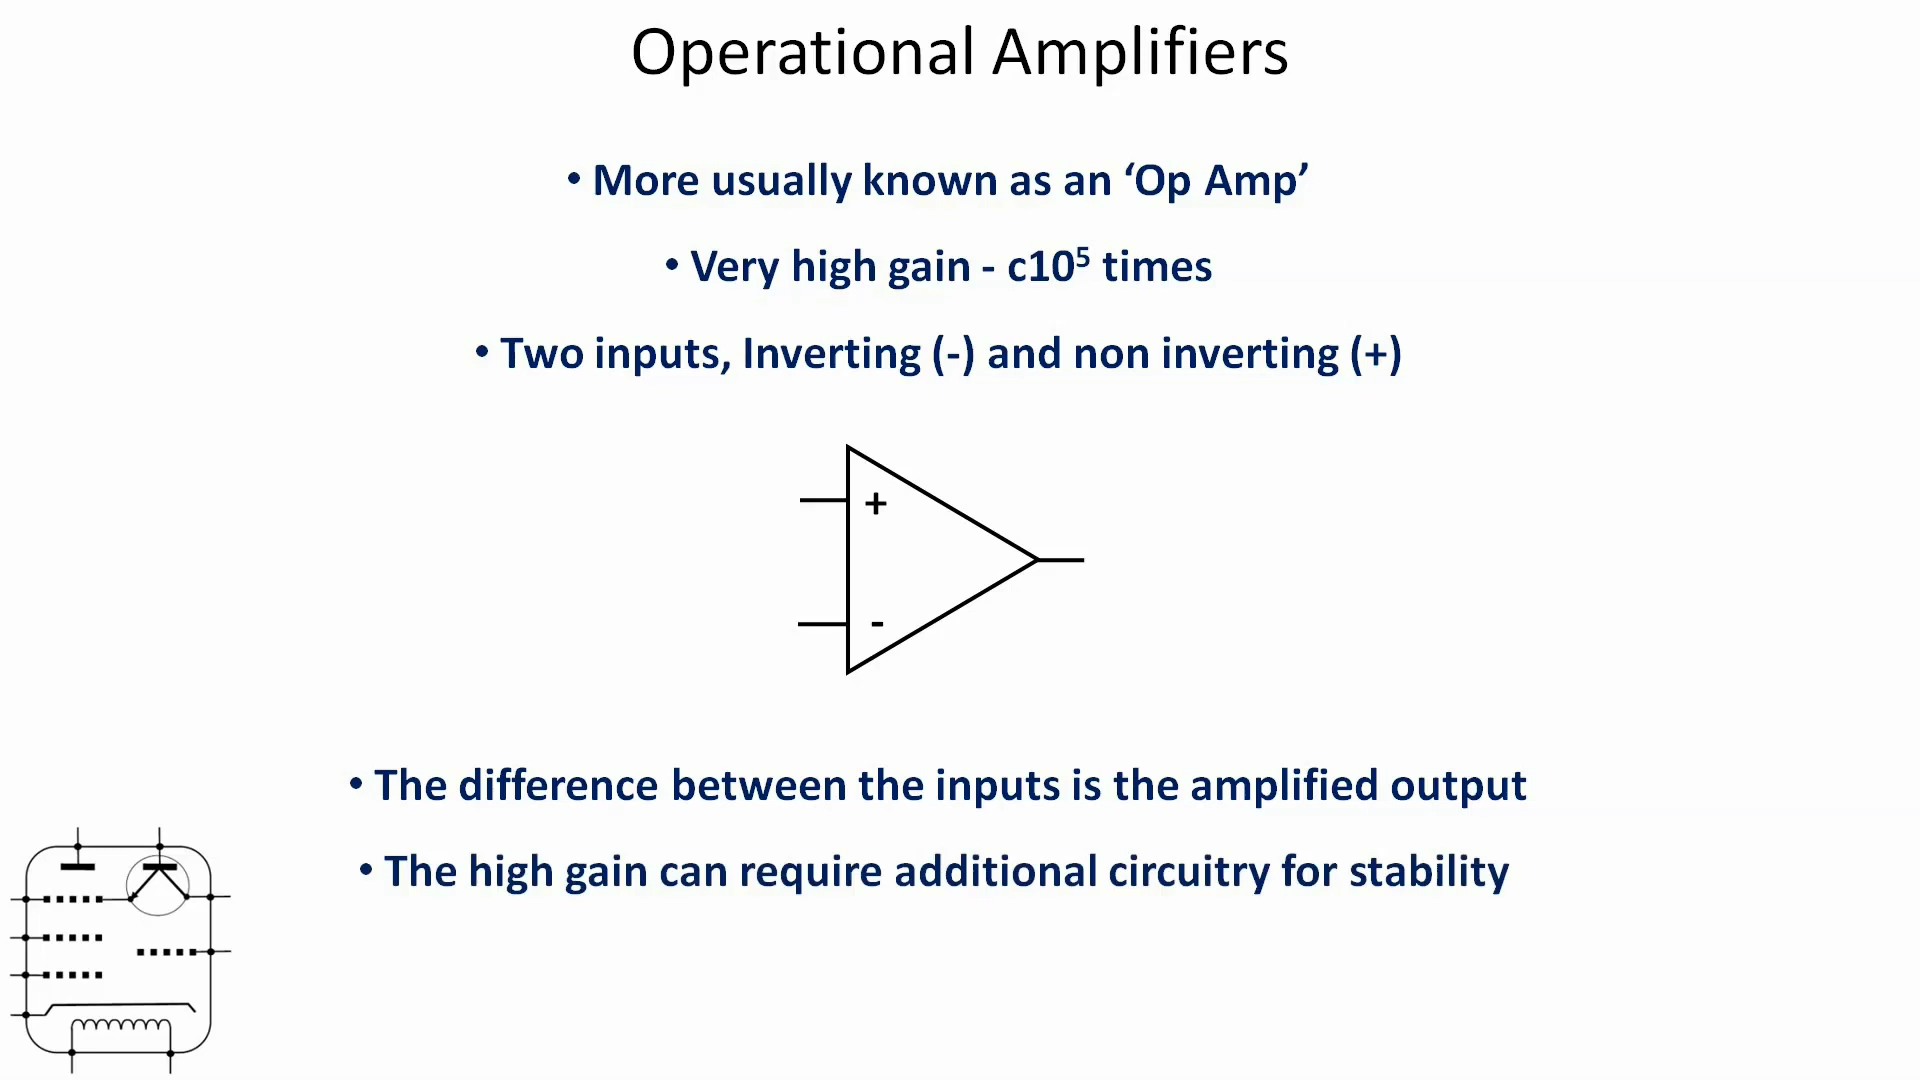 Operational Amplifiers
• More usually known as an ‘Op Amp’
• Very high gain - c10⁵ times
• Two inputs, Inverting (-) and non inverting (+)
+
-
• The difference between the inputs is the amplified output
• The high gain can require additional circuitry for stability